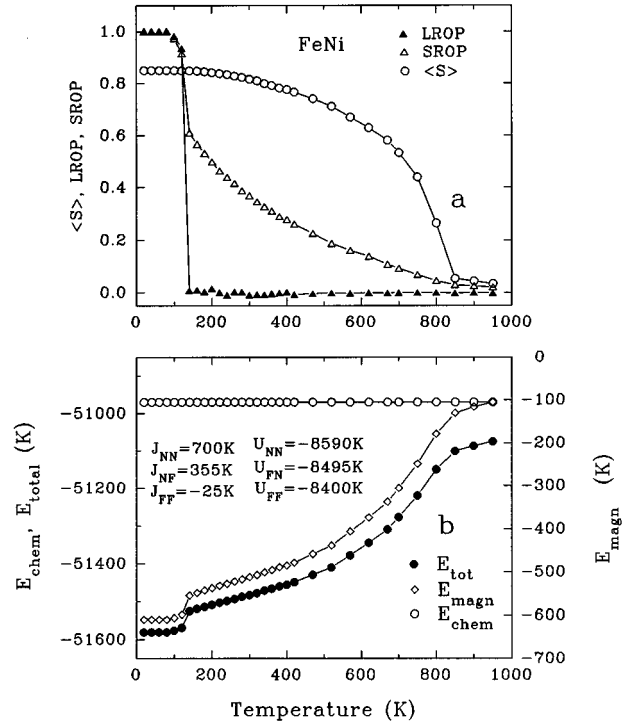 FeNi
LROP
SROP
<S>
1.0
0.8
0.6
0.4
0.2
0.0
<S>, LROP, SROP
a
0 200 400 600 800 1000
-51000
-51200
-51400
-51600
E_chem, E_total (K)
J_NN=700K U_NN=-8590K
J_NF=355K U_FN=-8495K
J_FF=-25K U_FF=-8400K
b
E_tot
E_magn
E_chem
0
-100
-200
-300
-400
-500
-600
-700
E_magn (K)
0 200 400 600 800 1000
Temperature (K)